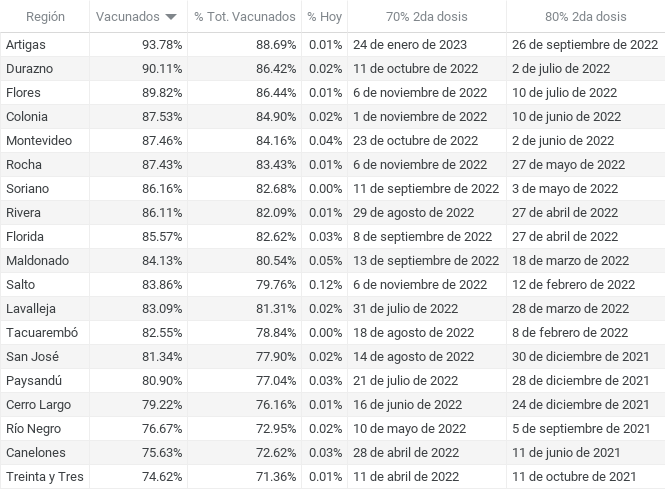 Región Vacunados % Tot. Vacunados % Hoy 70% 2da dosis 80% 2da dosis
Artigas 93.78% 88.69% 0.01% 24 de enero de 2023 26 de septiembre de 2022
Durazno 90.11% 86.42% 0.02% 11 de octubre de 2022 2 de julio de 2022
Flores 89.82% 86.44% 0.01% 6 de noviembre de 2022 10 de julio de 2022
Colonia 87.53% 84.90% 0.02% 1 de noviembre de 2022 10 de junio de 2022
Montevideo 87.46% 84.16% 0.04% 23 de octubre de 2022 2 de junio de 2022
Rocha 87.43% 83.43% 0.01% 6 de noviembre de 2022 27 de mayo de 2022
Soriano 86.16% 82.68% 0.00% 11 de septiembre de 2022 3 de mayo de 2022
Rivera 86.11% 82.09% 0.01% 29 de agosto de 2022 27 de abril de 2022
Florida 85.57% 82.62% 0.03% 8 de septiembre de 2022 27 de abril de 2022
Maldonado 84.13% 80.54% 0.05% 13 de septiembre de 2022 18 de marzo de 2022
Salto 83.86% 79.76% 0.12% 6 de noviembre de 2022 12 de febrero de 2022
Lavalleja 83.09% 81.31% 0.02% 31 de julio de 2022 28 de marzo de 2022
Tacuarembó 82.55% 78.84% 0.00% 18 de agosto de 2022 8 de febrero de 2022
San José 81.34% 77.90% 0.02% 14 de agosto de 2022 30 de diciembre de 2021
Paysandú 80.90% 77.04% 0.03% 21 de julio de 2022 28 de diciembre de 2021
Cerro Largo 79.22% 76.16% 0.01% 16 de junio de 2022 24 de diciembre de 2021
Río Negro 76.67% 72.95% 0.02% 10 de mayo de 2022 5 de septiembre de 2021
Canelones 75.63% 72.62% 0.03% 28 de abril de 2022 11 de junio de 2021
Treinta y Tres 74.62% 71.36% 0.01% 11 de abril de 2022 11 de octubre de 2021